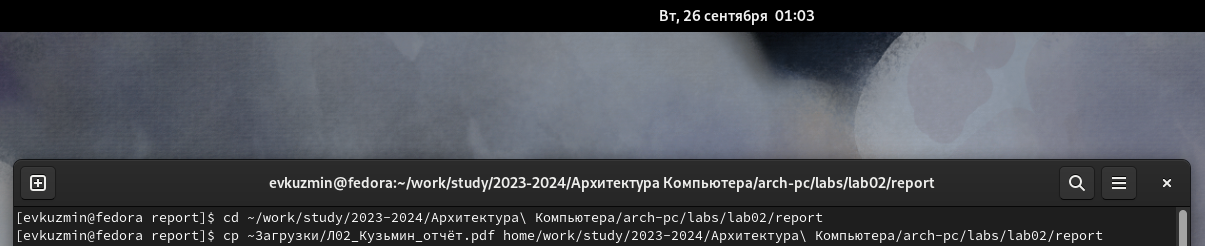 Вт, 26 сентября 01:03
evkuzmin@fedora:~/work/study/2023-2024/Архитектура Компьютера/arch-pc/labs/lab02/report
[evkuzmin@fedora report]$ cd ~/work/study/2023-2024/Архитектура\ Компьютера/arch-pc/labs/lab02/report
[evkuzmin@fedora report]$ cp ~Загрузки/Л02_Кузьмин_отчёт.pdf home/work/study/2023-2024/Архитектура\ Компьютера/arch-pc/labs/lab02/report